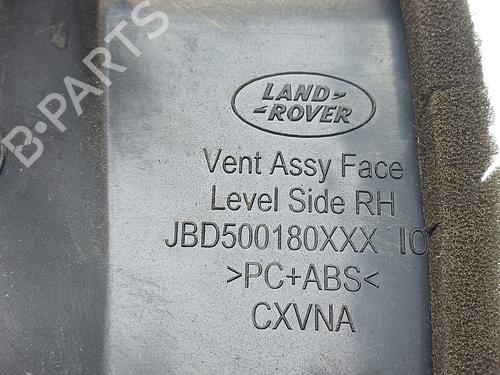 B-PARTS
LAND-
-ROVER
Vent Assy Face
Level Side RH
JBD500180XXX
>PC+ABS<
CXVNA